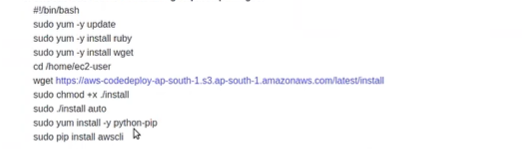 #!/bin/bash
sudo yum -y update
sudo yum -y install ruby
sudo yum -y install wget
cd /home/ec2-user
wget https://aws-codedeploy-ap-south-1.s3.ap-south-1.amazonaws.com/latest/install
sudo chmod +x ./install
sudo ./install auto
sudo yum install -y python-pip
sudo pip install awscli